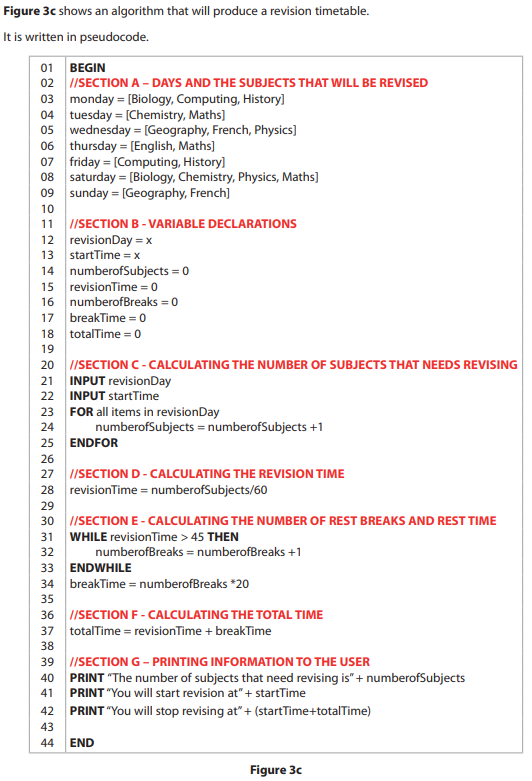 Figure 3c shows an algorithm that will produce a revision timetable.
It is written in pseudocode.
01 BEGIN
02 //SECTION A – DAYS AND THE SUBJECTS THAT WILL BE REVISED
03 monday = [Biology, Computing, History]
04 tuesday = [Chemistry, Maths]
05 wednesday = [Geography, French, Physics]
06 thursday = [English, Maths]
07 friday = [Computing, History]
08 saturday = [Biology, Chemistry, Physics, Maths]
09 sunday = [Geography, French]
10
11 //SECTION B - VARIABLE DECLARATIONS
12 revisionDay = x
13 startTime = x
14 numberofSubjects = 0
15 revisionTime = 0
16 numberofBreaks = 0
17 breakTime = 0
18 totalTime = 0
19
20 //SECTION C - CALCULATING THE NUMBER OF SUBJECTS THAT NEEDS REVISING
21 INPUT revisionDay
22 INPUT startTime
23 FOR all items in revisionDay
24 numberofSubjects = numberofSubjects +1
25 ENDFOR
26
27 //SECTION D - CALCULATING THE REVISION TIME
28 revisionTime = numberofSubjects/60
29
30 //SECTION E - CALCULATING THE NUMBER OF REST BREAKS AND REST TIME
31 WHILE revisionTime > 45 THEN
32 numberofBreaks = numberofBreaks +1
33 ENDWHILE
34 breakTime = numberofBreaks *20
35
36 //SECTION F - CALCULATING THE TOTAL TIME
37 totalTime = revisionTime + breakTime
38
39 //SECTION G – PRINTING INFORMATION TO THE USER
40 PRINT “The number of subjects that need revising is” + numberofSubjects
41 PRINT “You will start revision at” + startTime
42 PRINT “You will stop revising at” + (startTime+totalTime)
43
44 END
Figure 3c